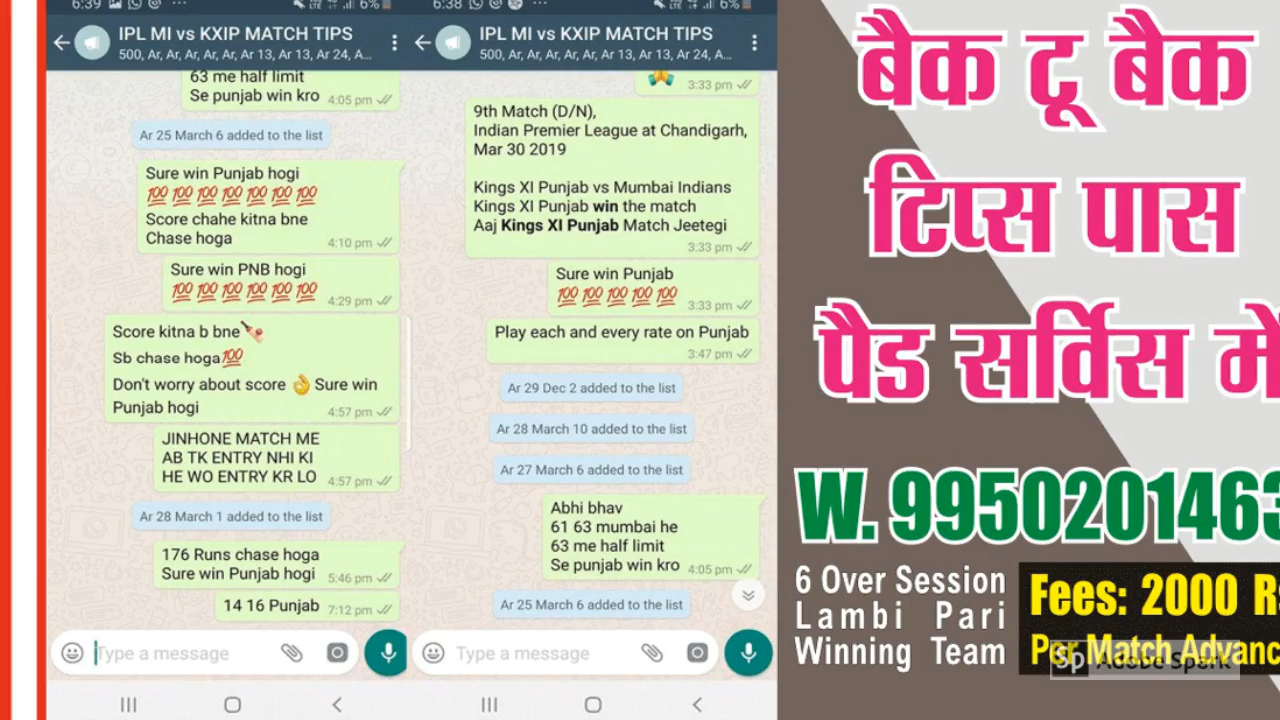 6:39
6%
IPL MI vs KXIP MATCH TIPS
500, Ar, Ar, Ar, Ar, Ar 13, Ar 13, Ar 24, A...
63 me half limit
Se punjab win kro
4:05 pm
Ar 25 March 6 added to the list
Sure win Punjab hogi
💯 💯 💯 💯 💯 💯 💯
Score chahe kitna bne
Chase hoga
4:10 pm
Sure win PNB hogi
💯 💯 💯 💯 💯 💯
4:29 pm
Score kitna b bne🏏
Sb chase hoga💯
Don't worry about score 👌 Sure win
Punjab hogi
4:57 pm
JINHONE MATCH ME
AB TK ENTRY NHI KI
HE WO ENTRY KR LO
4:57 pm
Ar 28 March 1 added to the list
176 Runs chase hoga
Sure win Punjab hogi
5:46 pm
14 16 Punjab
7:12 pm
Type a message
6:38
6%
IPL MI vs KXIP MATCH TIPS
500, Ar, Ar, Ar, Ar, Ar 13, Ar 13, Ar 24, A...
🙏
3:33 pm
9th Match (D/N),
Indian Premier League at Chandigarh,
Mar 30 2019
Kings XI Punjab vs Mumbai Indians
Kings XI Punjab win the match
Aaj Kings XI Punjab Match Jeetegi
3:33 pm
Sure win Punjab
💯 💯 💯 💯 💯
3:33 pm
Play each and every rate on Punjab
3:47 pm
Ar 29 Dec 2 added to the list
Ar 28 March 10 added to the list
Ar 27 March 6 added to the list
Abhi bhav
61 63 mumbai he
63 me half limit
Se punjab win kro
4:05 pm
Ar 25 March 6 added to the list
Type a message
बैक टू बैक
टिप्स पास
पैड सर्विस मे
W. 9950201463
6 Over Session
Lambi Pari
Winning Team
Fees: 2000 R
Per Match Advanc
Sp Adobe Spark